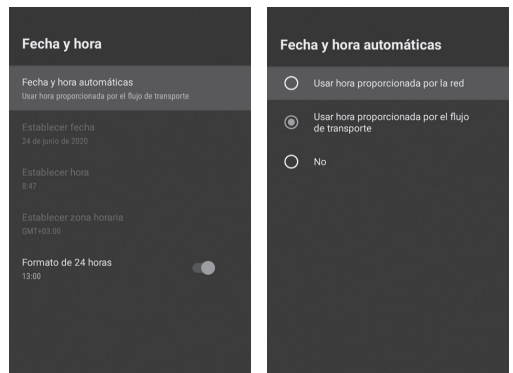 Fecha y hora
Fecha y hora automáticas
Usar hora proporcionada por el flujo de transporte
Establecer fecha
24 de junio de 2020
Establecer hora
8:47
Establecer zona horaria
GMT+03:00
Formato de 24 horas
13:00
Fecha y hora automáticas
Usar hora proporcionada por la red
Usar hora proporcionada por el flujo
de transporte
No